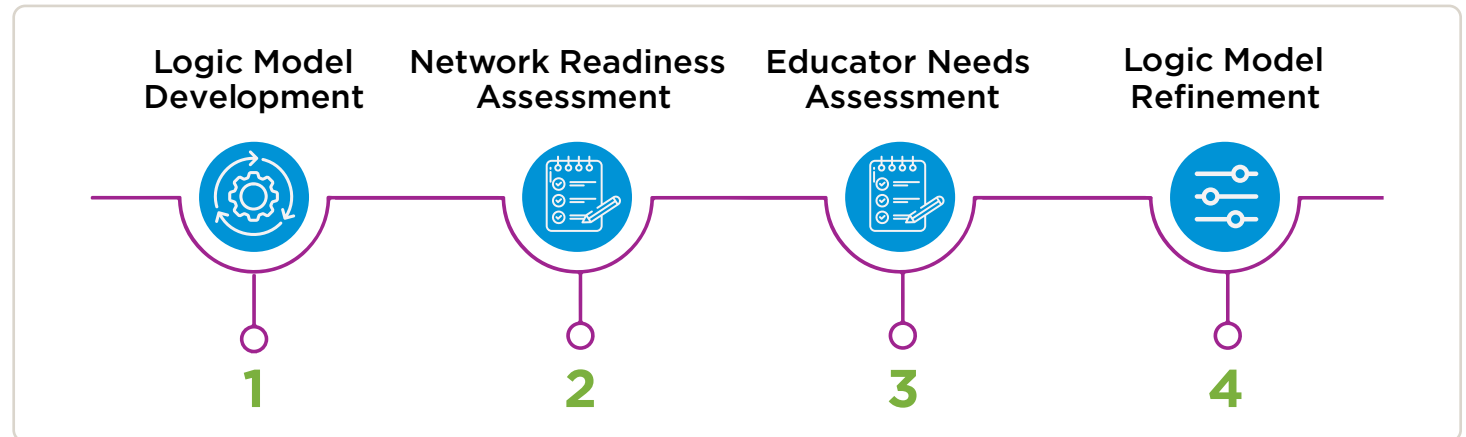 Logic Model
Development
Network Readiness
Assessment
Educator Needs
Assessment
Logic Model
Refinement
1
2
3
4